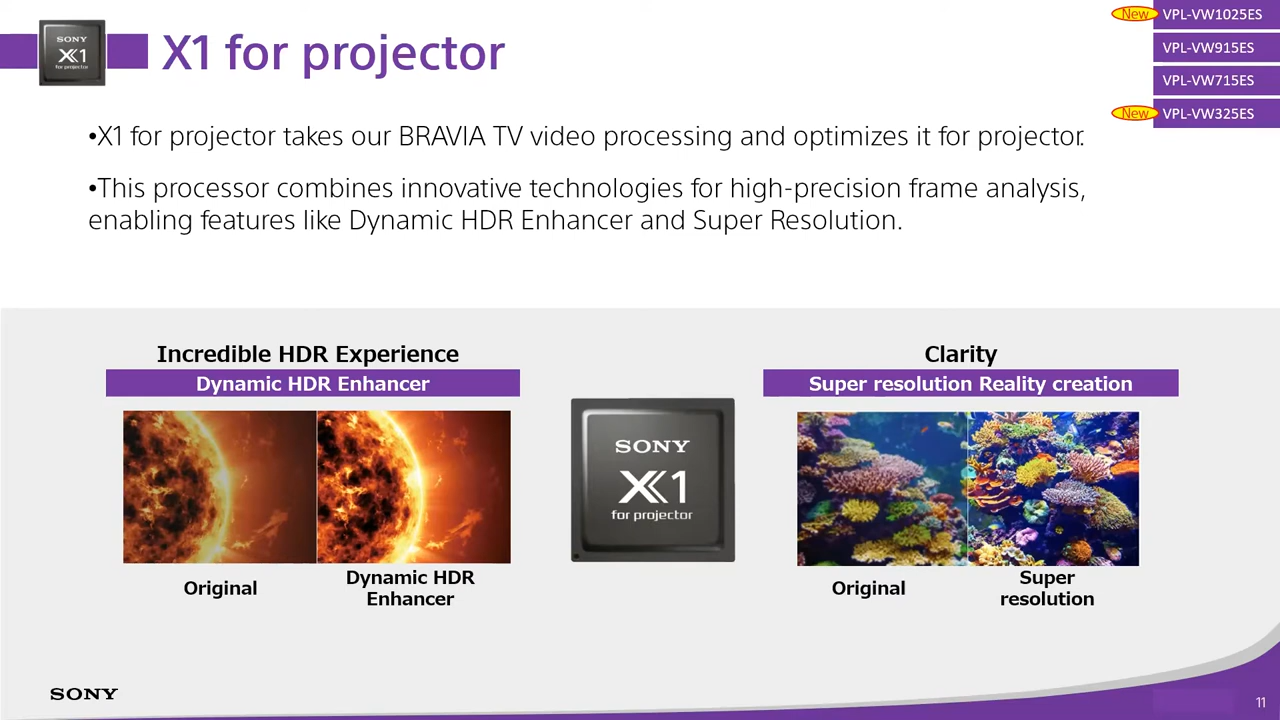 SONY
X1
for projector
X1 for projector
New
VPL-VW1025ES
VPL-VW915ES
VPL-VW715ES
New
VPL-VW325ES
•X1 for projector takes our BRAVIA TV video processing and optimizes it for projector.
•This processor combines innovative technologies for high-precision frame analysis,
enabling features like Dynamic HDR Enhancer and Super Resolution.
Incredible HDR Experience
Dynamic HDR Enhancer
Original
Dynamic HDR
Enhancer
SONY
X1
for projector
Clarity
Super resolution Reality creation
Original
Super
resolution
SONY
11